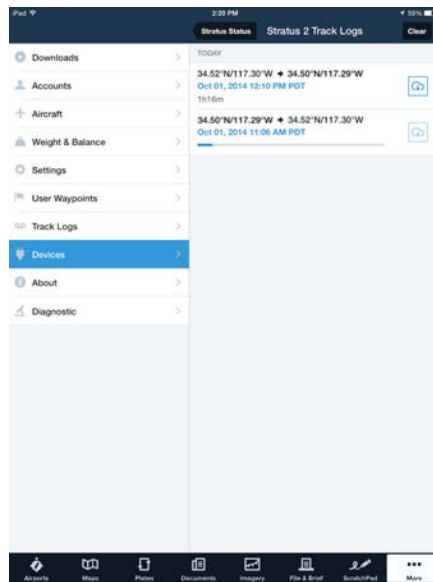 iPad
2:20 PM
50%
Stratus Status
Stratus 2 Track Logs
Clear
Downloads
Accounts
Aircraft
Weight & Balance
Settings
User Waypoints
Track Logs
Devices
About
Diagnostic
TODAY
34.52°N/117.30°W → 34.50°N/117.29°W
Oct 01, 2014 12:10 PM PDT
1h16m
34.50°N/117.29°W → 34.52°N/117.30°W
Oct 01, 2014 11:06 AM PDT
Airports
Maps
Plates
Documents
Imagery
File & Brief
ScratchPad
More